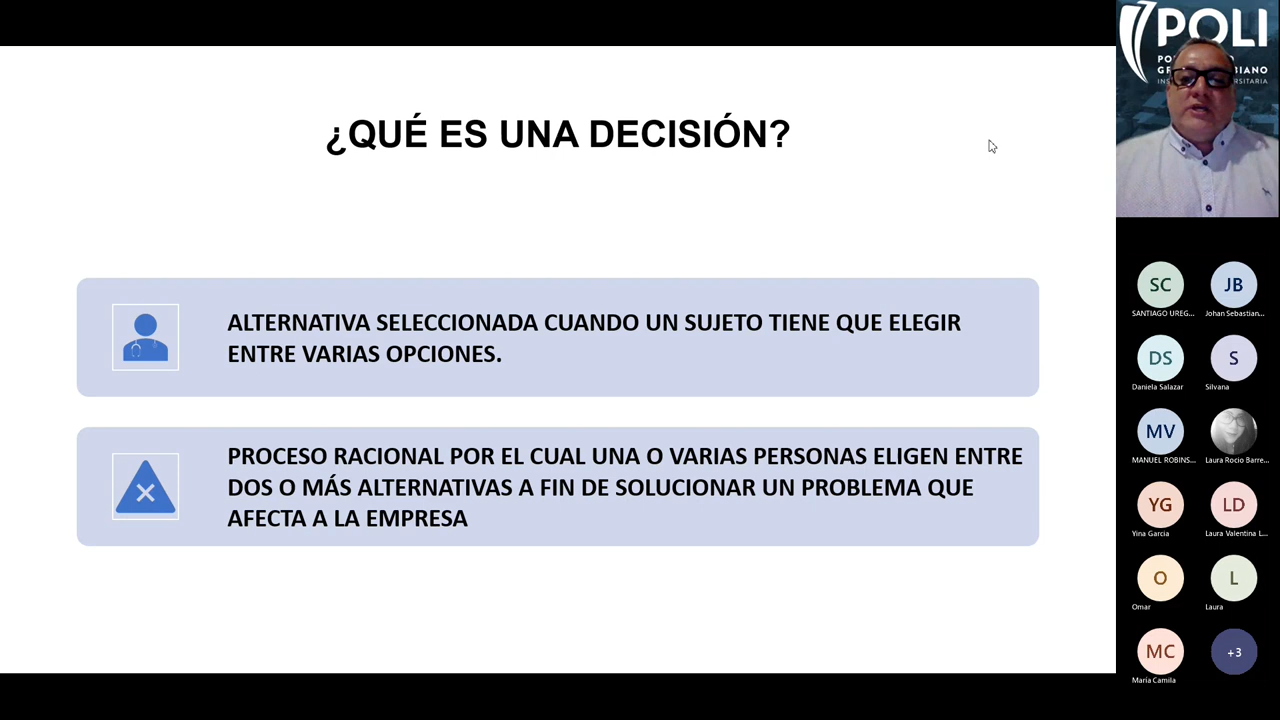 ¿QUÉ ES UNA DECISIÓN?
ALTERNATIVA SELECCIONADA CUANDO UN SUJETO TIENE QUE ELEGIR
ENTRE VARIAS OPCIONES.
PROCESO RACIONAL POR EL CUAL UNA O VARIAS PERSONAS ELIGEN ENTRE
DOS O MÁS ALTERNATIVAS A FIN DE SOLUCIONAR UN PROBLEMA QUE
AFECTA A LA EMPRESA
POLI
SC
JB
SANTIAGO UREG...
Johan Sebastian...
DS
S
Daniela Salazar
Silvana
MV
MANUEL ROBINS...
Laura Rocio Barre...
YG
LD
Yina García
Laura Valentina L...
O
L
Omar
Laura
MC
+3
María Camila